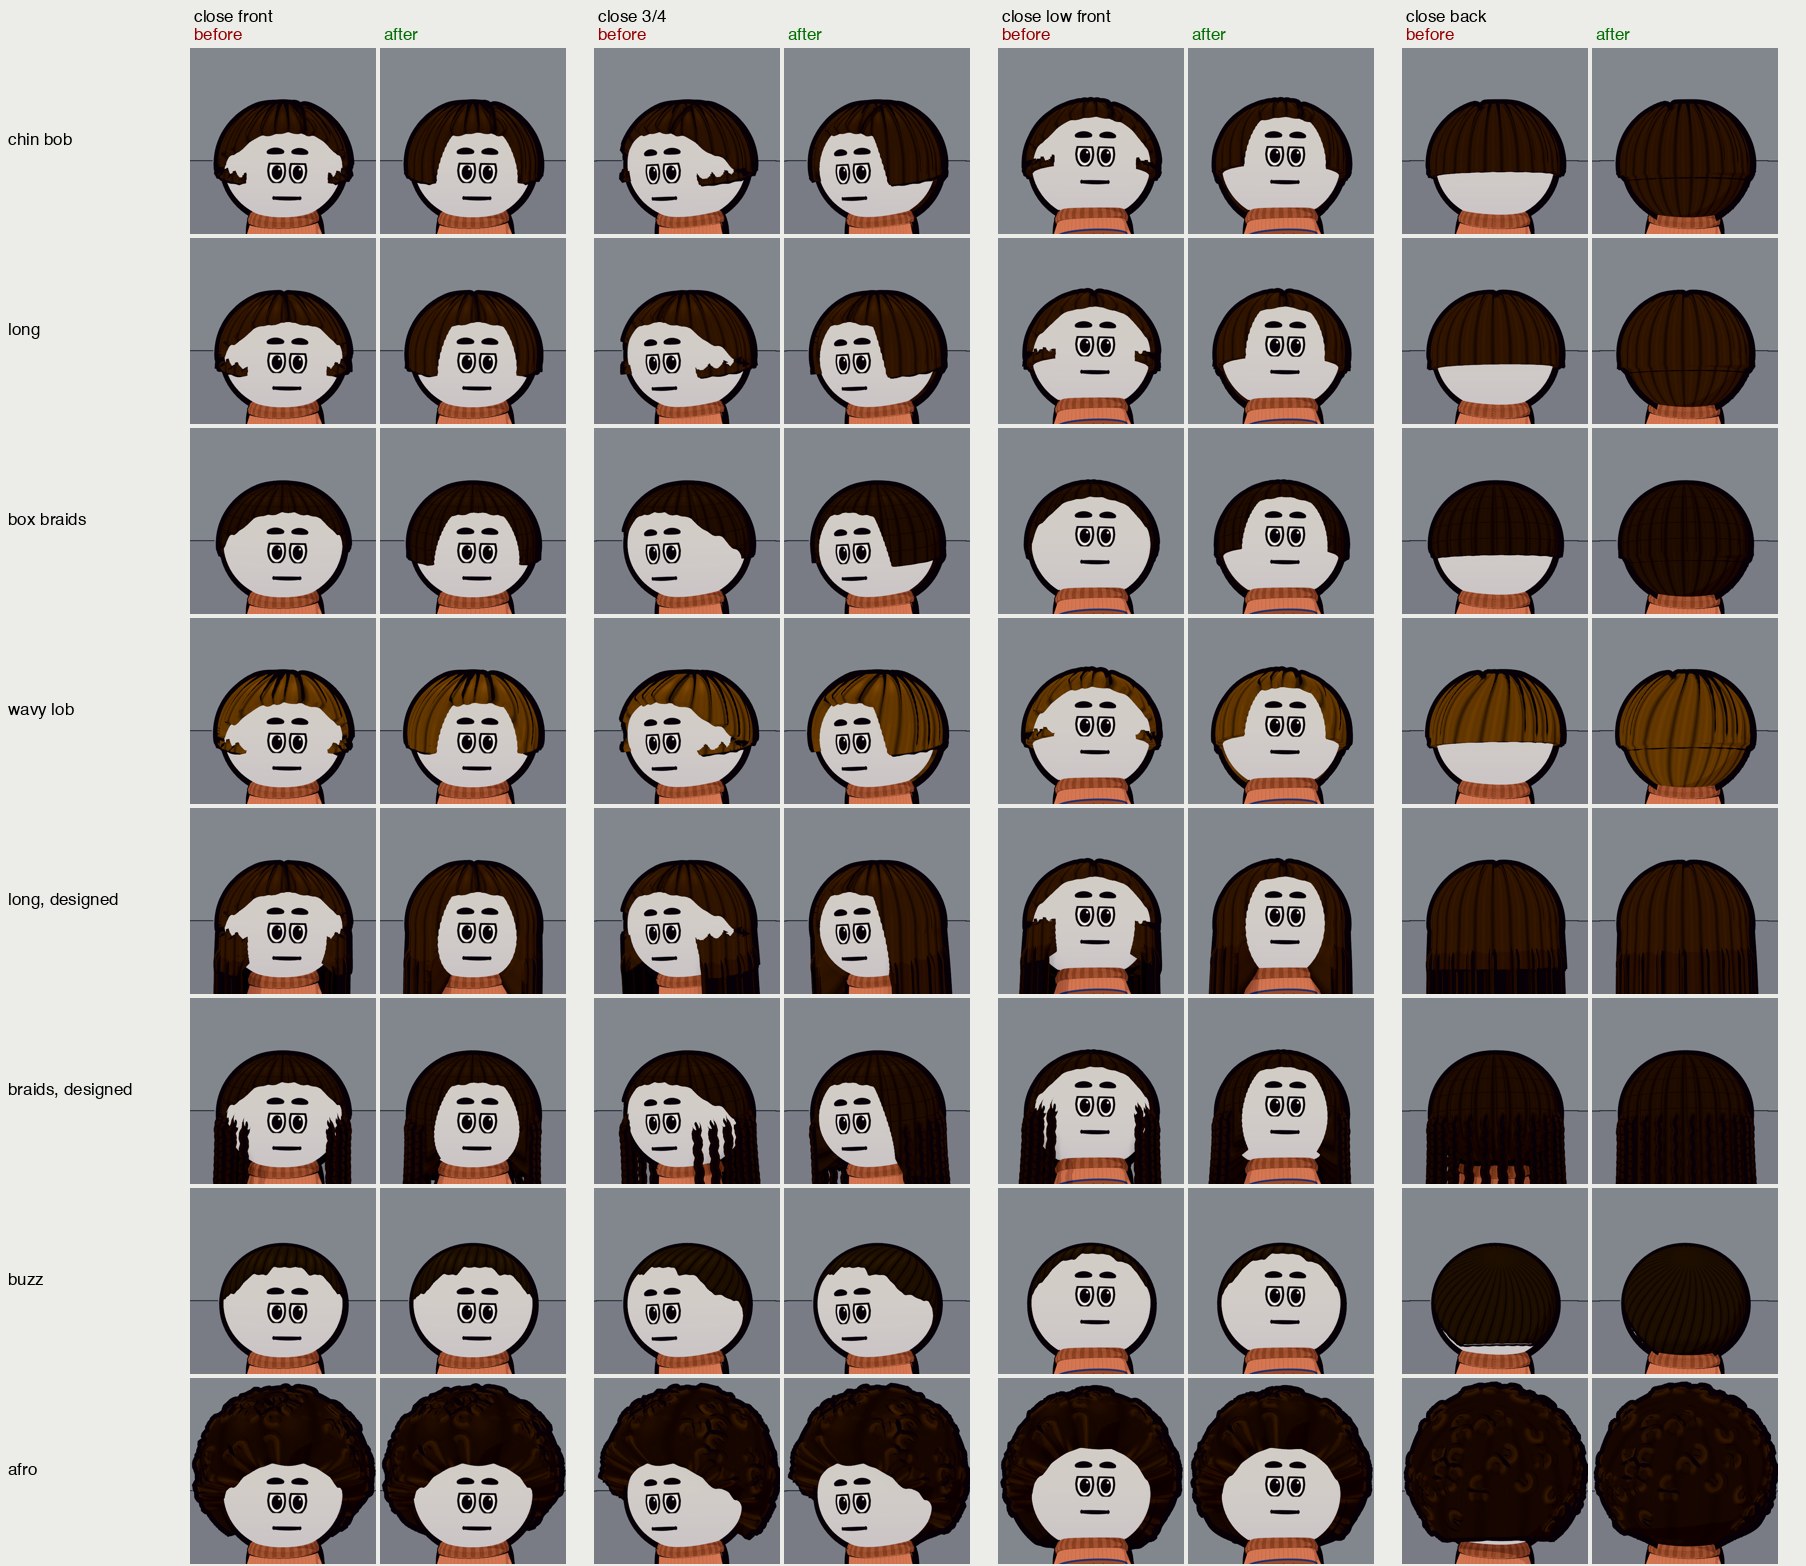 close front
close 3/4
close low front
close back
before
after
before
after
before
after
before
after
chin bob
long
box braids
wavy lob
long, designed
braids, designed
buzz
afro